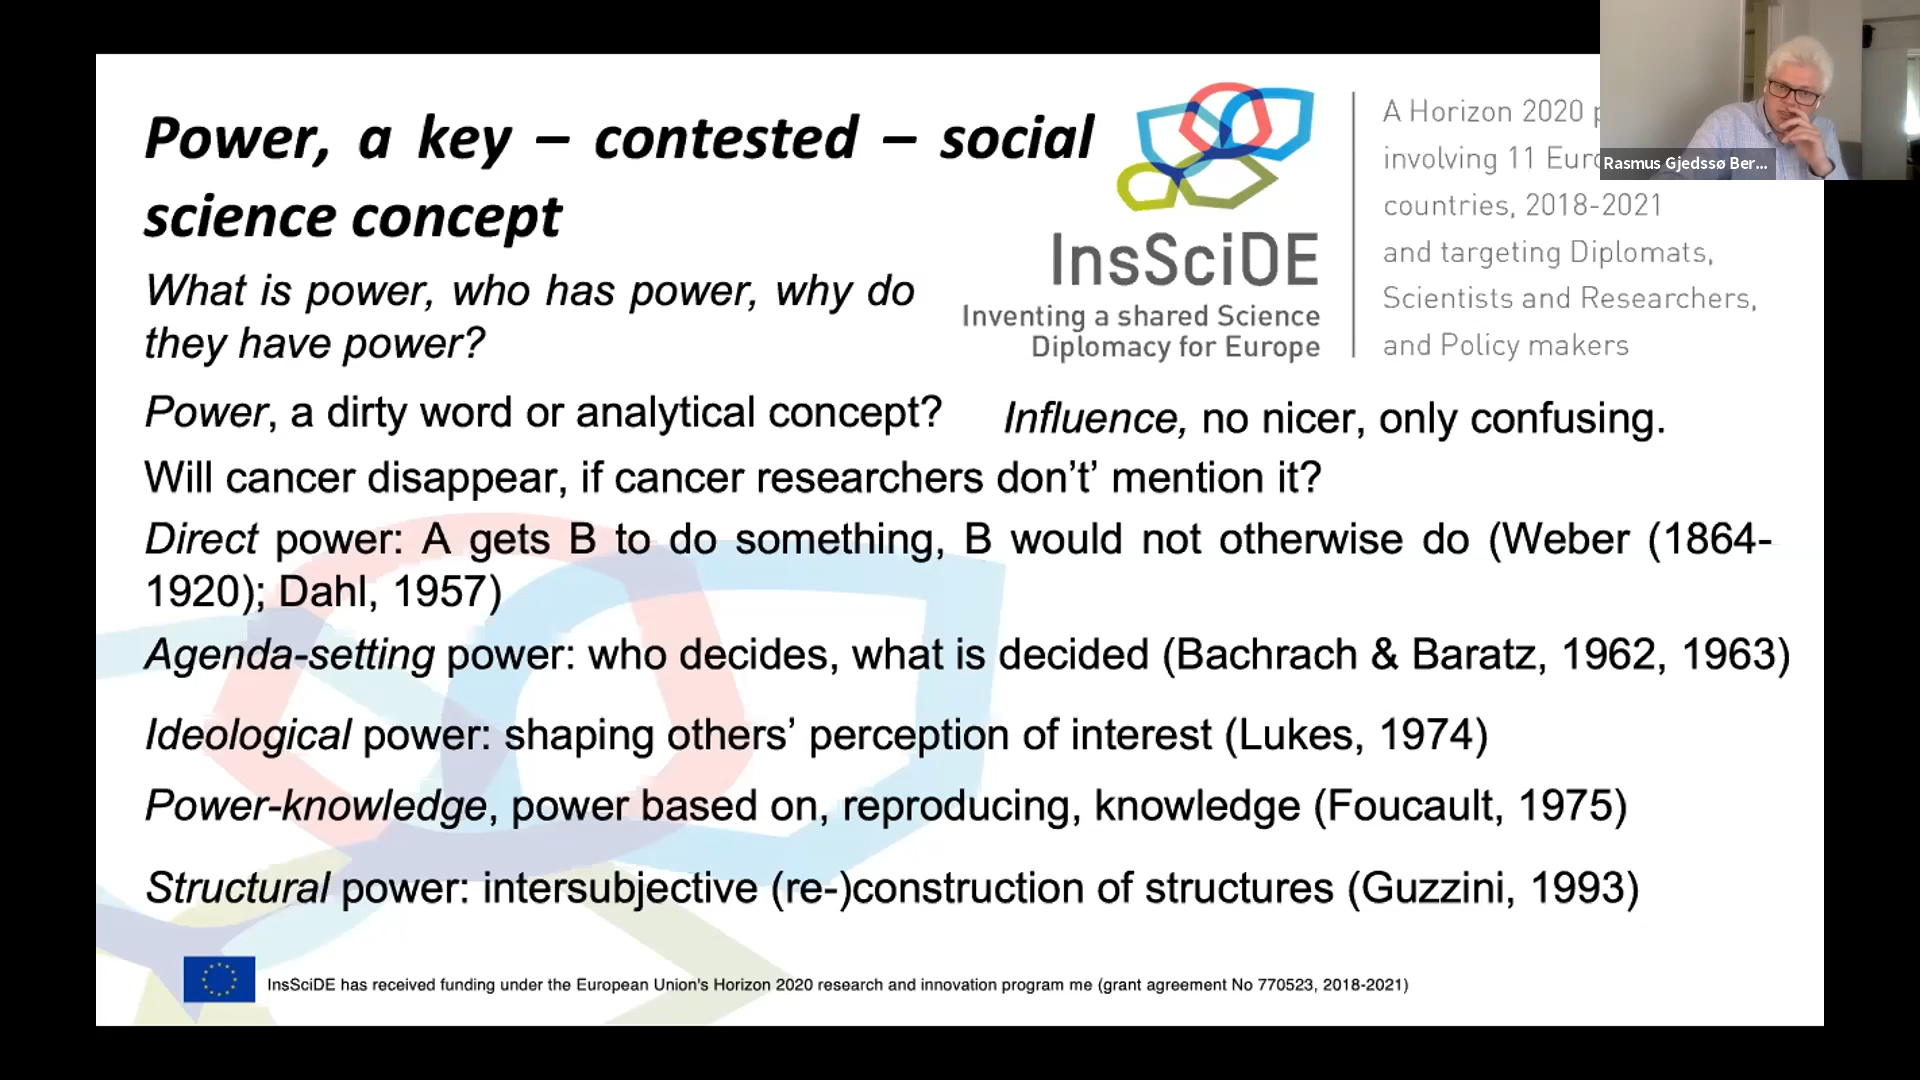 Power, a key – contested – social
science concept
What is power, who has power, why do
they have power?
InsSciDE
Inventing a shared Science
Diplomacy for Europe
A Horizon 2020
involving 11
countries, 2018-2021
and targeting Diplomats,
Scientists and Researchers,
and Policy makers
Rasmus Gjedssø Ber...
Power, a dirty word or analytical concept? Influence, no nicer, only confusing.
Will cancer disappear, if cancer researchers don’t’ mention it?
Direct power: A gets B to do something, B would not otherwise do (Weber (1864-
1920); Dahl, 1957)
Agenda-setting power: who decides, what is decided (Bachrach & Baratz, 1962, 1963)
Ideological power: shaping others’ perception of interest (Lukes, 1974)
Power-knowledge, power based on, reproducing, knowledge (Foucault, 1975)
Structural power: intersubjective (re-)construction of structures (Guzzini, 1993)
InsSciDE has received funding under the European Union's Horizon 2020 research and innovation program me (grant agreement No 770523, 2018-2021)